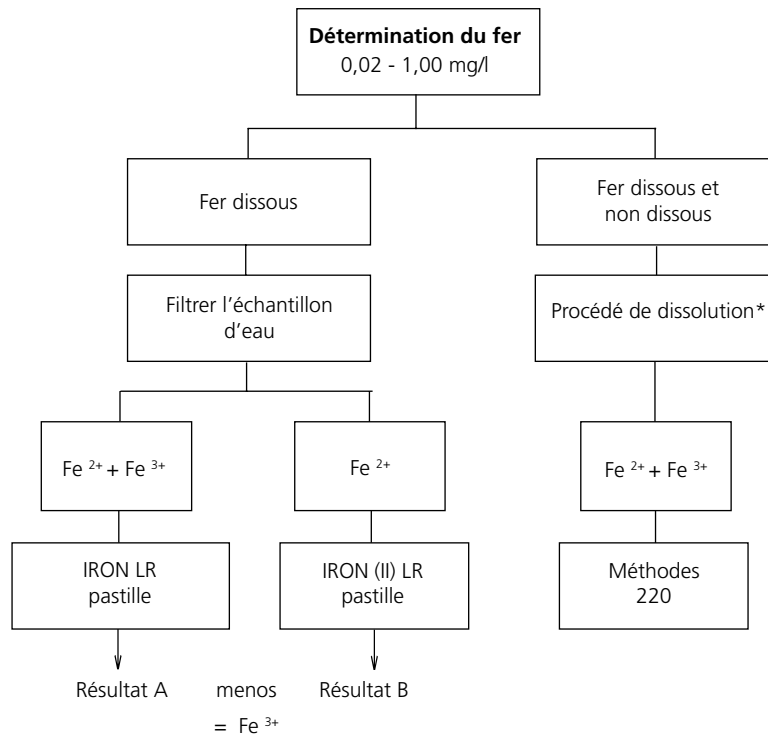 Détermination du fer
0,02 - 1,00 mg/l
Fer dissous
Fer dissous et
non dissous
Filtrer l’échantillon
d’eau
Procédé de dissolution*
Fe ²⁺ + Fe ³⁺
Fe ²⁺
Fe ²⁺ + Fe ³⁺
IRON LR
pastille
IRON (II) LR
pastille
Méthodes
220
Résultat A menos Résultat B
= Fe ³⁺